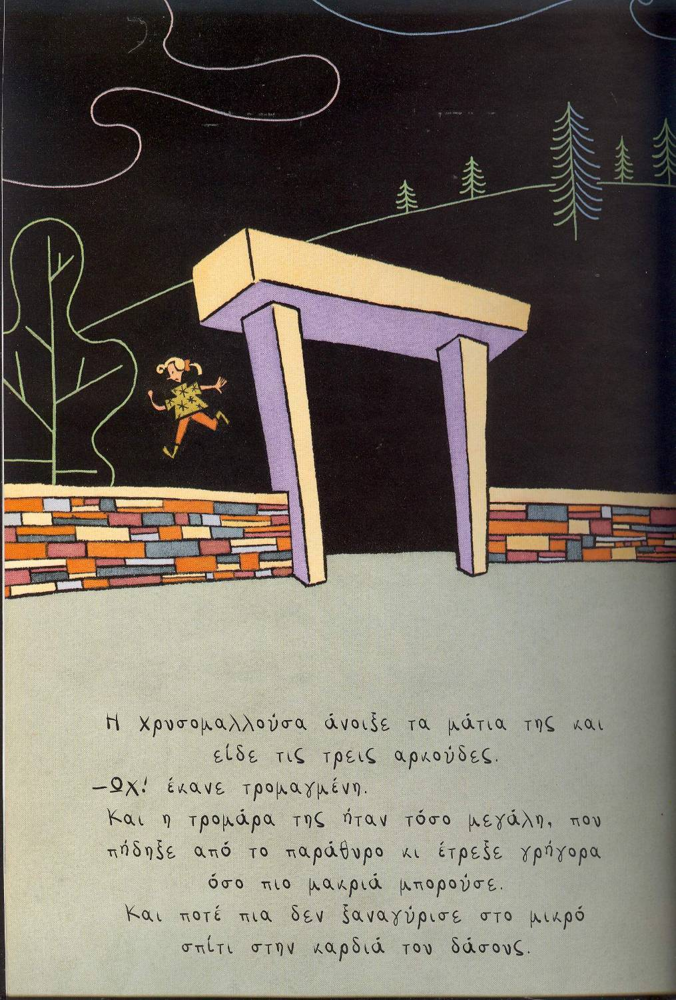 Η Χρυσομαλλούσα άνοιξε τα μάτια της και
είδε τις τρεις αρκούδες.
—Ωχ! έκανε τρομαγμένη.
Και η τρομάρα της ήταν τόσο μεγάλη, που
πήδηξε από το παράθυρο κι έτρεξε γρήγορα
όσο πιο μακριά μπορούσε.
Και ποτέ πια δεν ξαναγύρισε στο μικρό
σπίτι στην καρδιά του δάσους.